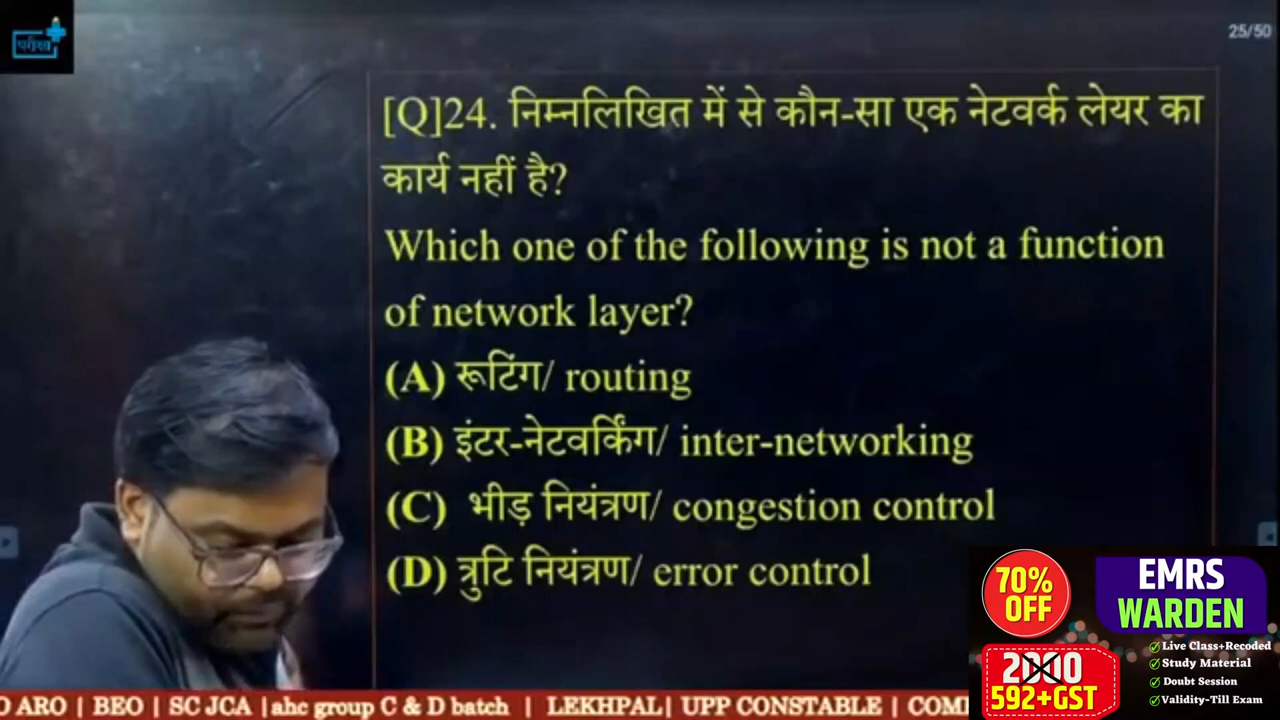 परीक्षा
25/50
[Q]24. निम्नलिखित में से कौन-सा एक नेटवर्क लेयर का
कार्य नहीं है?
Which one of the following is not a function
of network layer?
(A) रूटिंग/ routing
(B) इंटर-नेटवर्किंग/ inter-networking
(C) भीड़ नियंत्रण/ congestion control
(D) त्रुटि नियंत्रण/ error control
70%
OFF
EMRS
WARDEN
2000
592+GST
Live Class+Recoded
Study Material
Doubt Session
Validity-Till Exam
O ARO | BEO | SC JCA |ahc group C & D batch | LEKHPAL| UPP CONSTABLE | COM